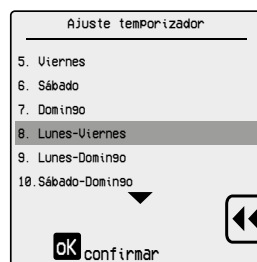 Ajuste temporizador
5. Viernes
6. Sábado
7. Domingo
8. Lunes-Viernes
9. Lunes-Domingo
10.Sábado-Domingo
oK confirmar